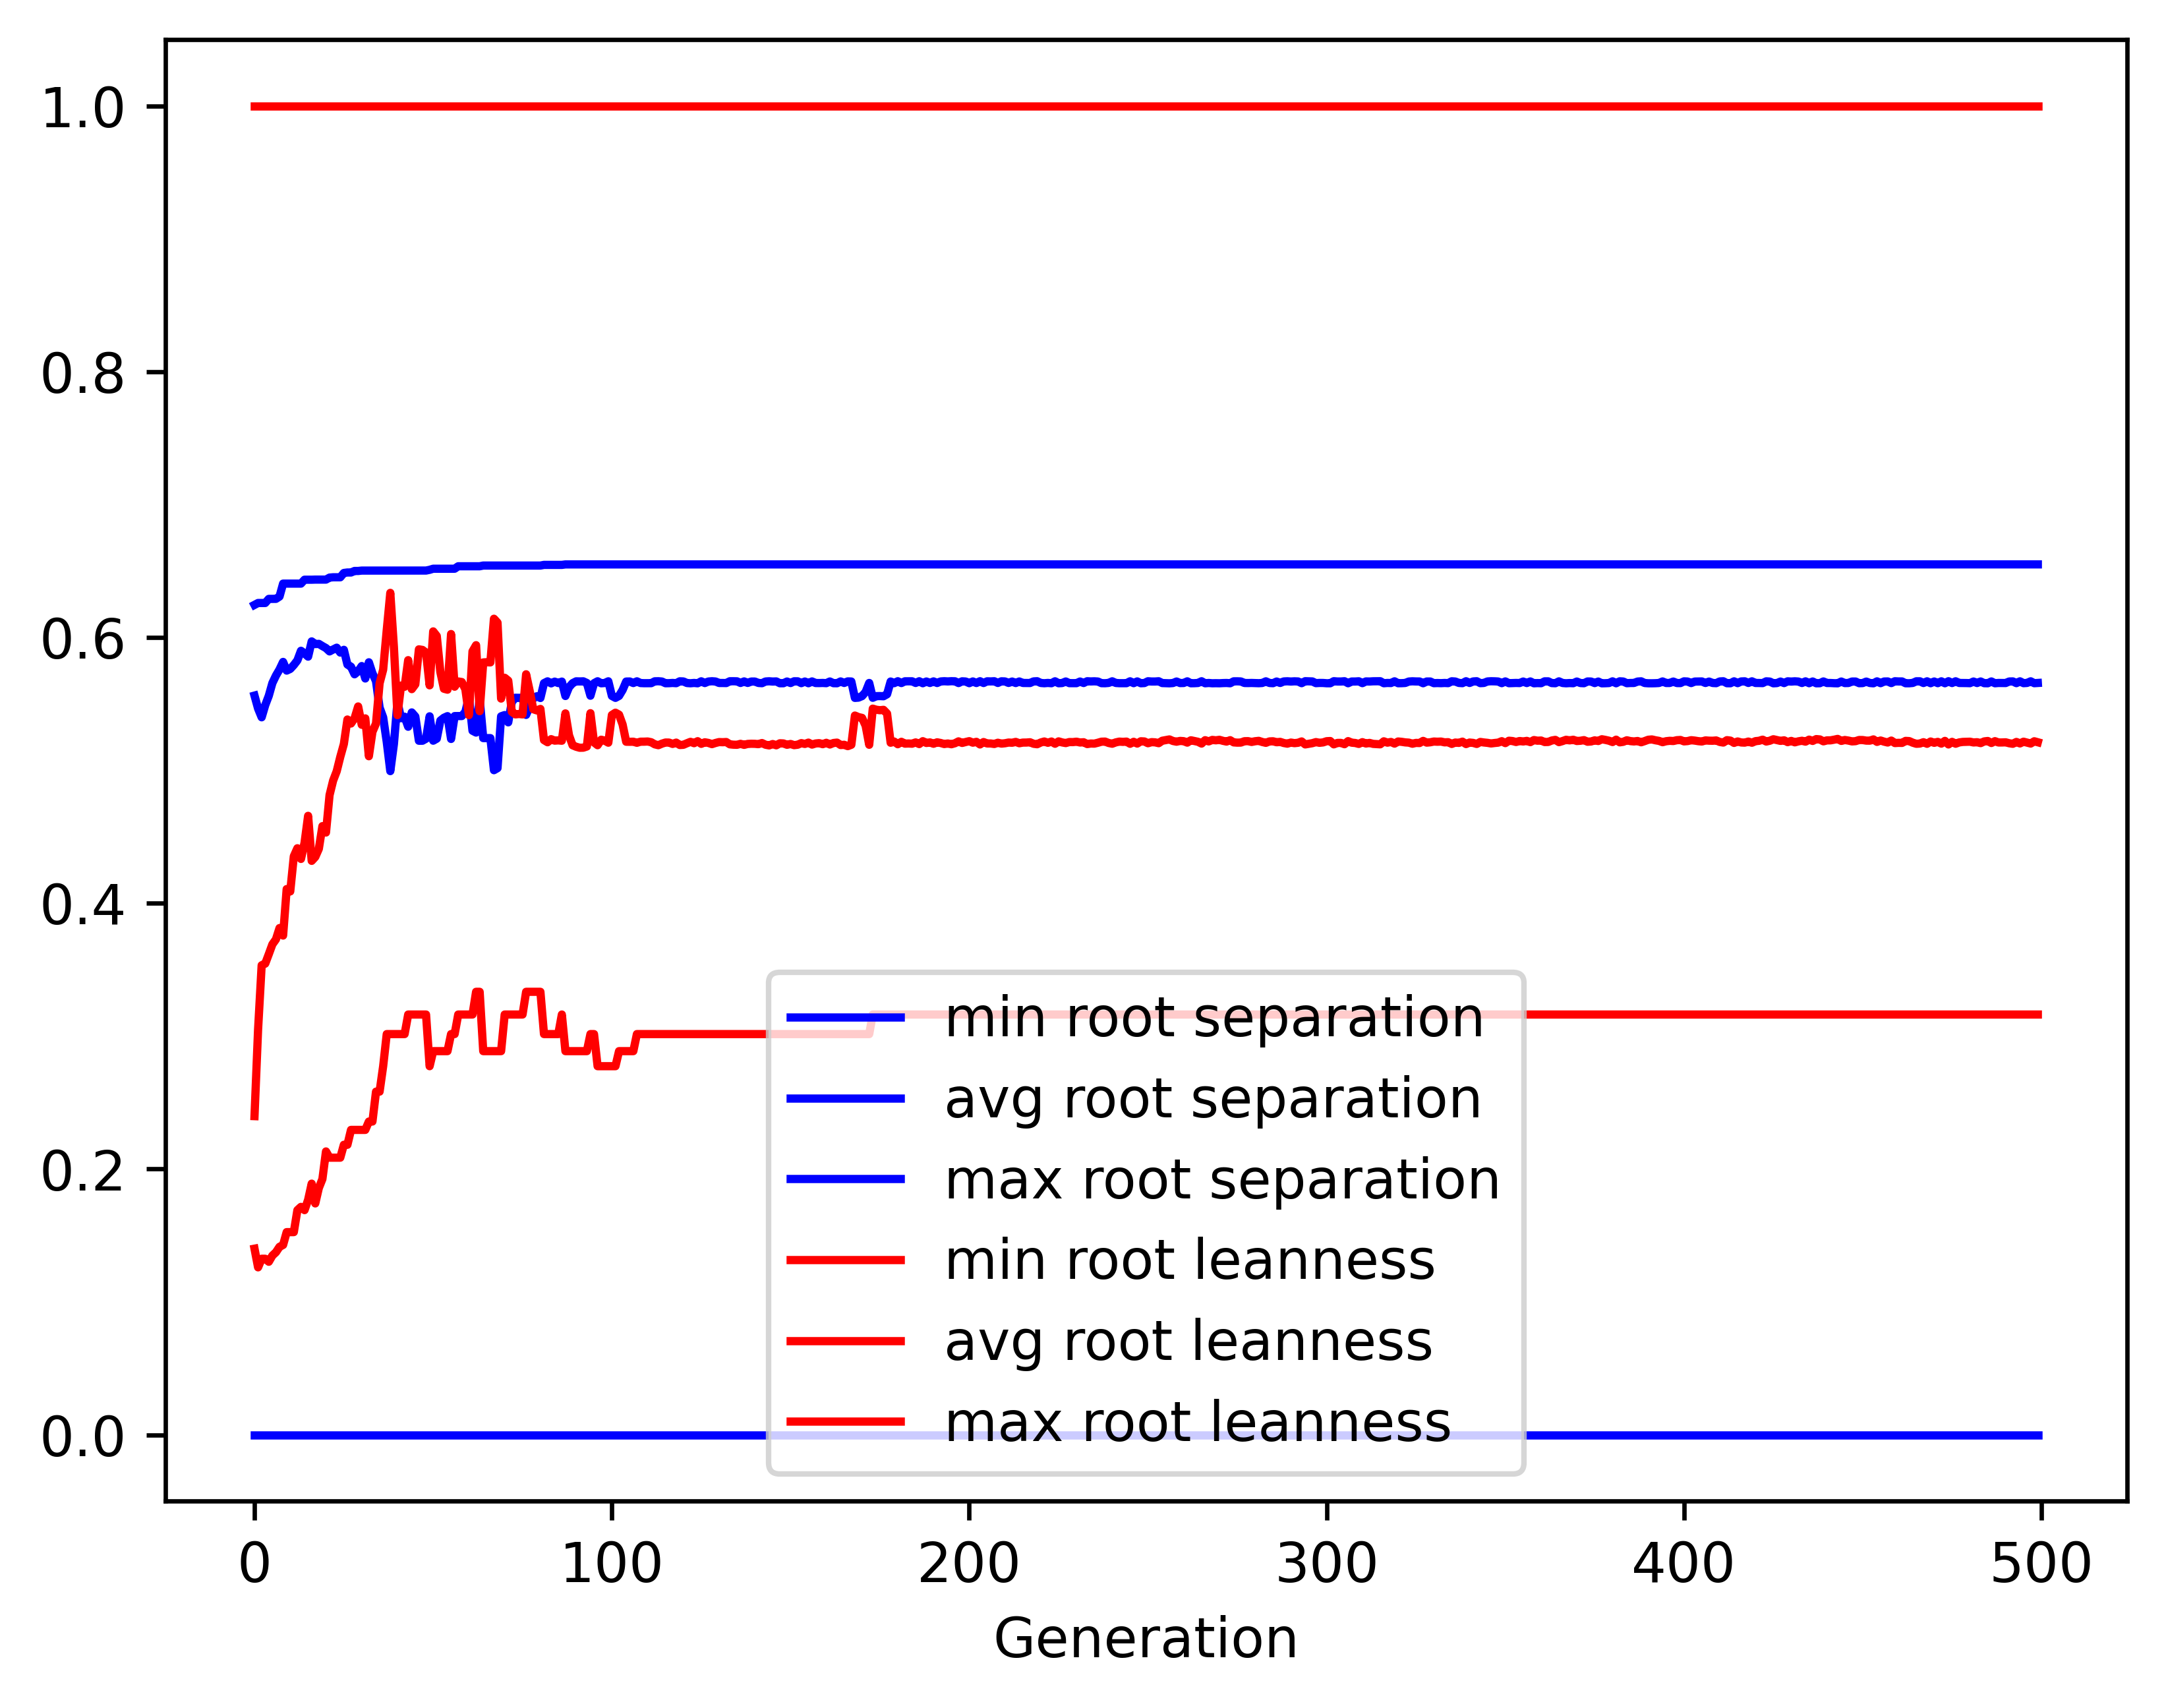 1.0
0.8
0.6
0.4
0.2
0.0
min root separation
avg root separation
max root separation
min root leanness
avg root leanness
max root leanness
0 100 200 300 400 500
Generation